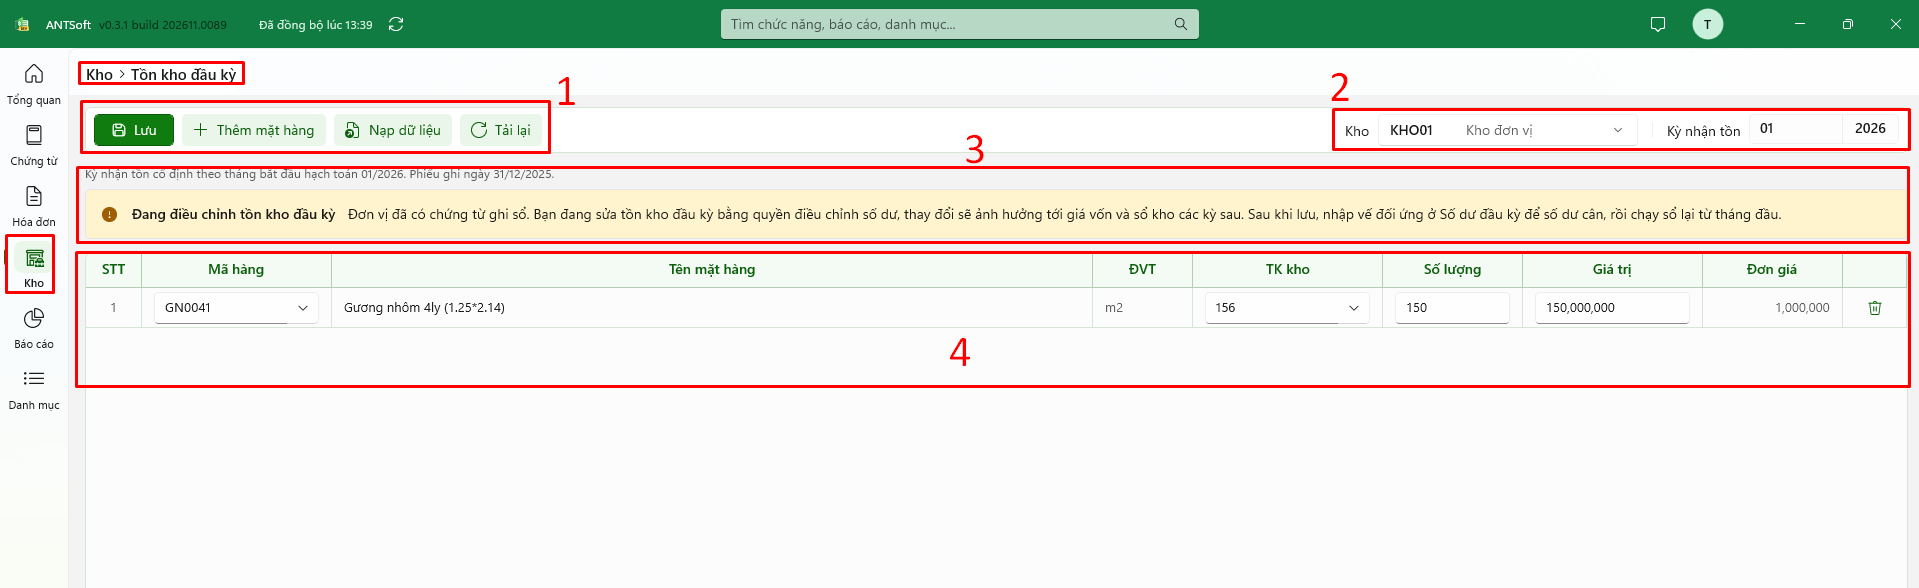 ANTSoft v0.3.1 build 202611.0089 Đã đồng bộ lúc 13:39 Tìm chức năng, báo cáo, danh mục... T
Tổng quan
Chứng từ
Hóa đơn
Kho
Báo cáo
Danh mục
Kho > Tồn kho đầu kỳ
1
2
Lưu Thêm mặt hàng Nạp dữ liệu Tải lại Kho KHO01 Kho đơn vị Kỳ nhận tồn 01 2026
3
Kỳ nhận tồn cố định theo tháng bắt đầu hạch toán 01/2026. Phiếu ghi ngày 31/12/2025.
Đang điều chỉnh tồn kho đầu kỳ Đơn vị đã có chứng từ ghi sổ. Bạn đang sửa tồn kho đầu kỳ bằng quyền điều chỉnh số dư, thay đổi sẽ ảnh hưởng tới giá vốn và sổ kho các kỳ sau. Sau khi lưu, nhập vế đối ứng ở Số dư đầu kỳ để số dư cân, rồi chạy sổ lại từ tháng đầu.
STT Mã hàng Tên mặt hàng ĐVT TK kho Số lượng Giá trị Đơn giá
1 GN0041 Gương nhôm 4ly (1.25*2.14) m2 156 150 150,000,000 1,000,000
4